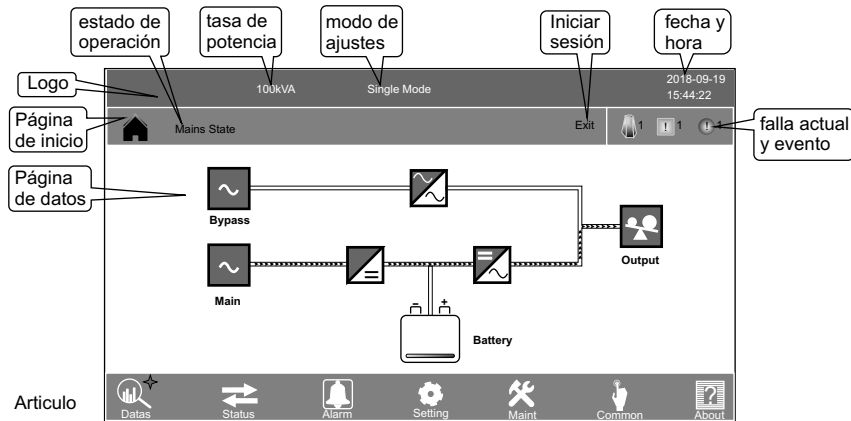 estado de
operación
tasa de
potencia
modo de
ajustes
Iniciar
sesión
fecha y
hora
Logo
100kVA
Single Mode
2018-09-19
15:44:22
Página
de inicio
Mains State
Exit
1
1
1
falla actual
y evento
Página
de datos
Bypass
Output
Main
Battery
Articulo
Datas
Status
Alarm
Setting
Maint
Common
About